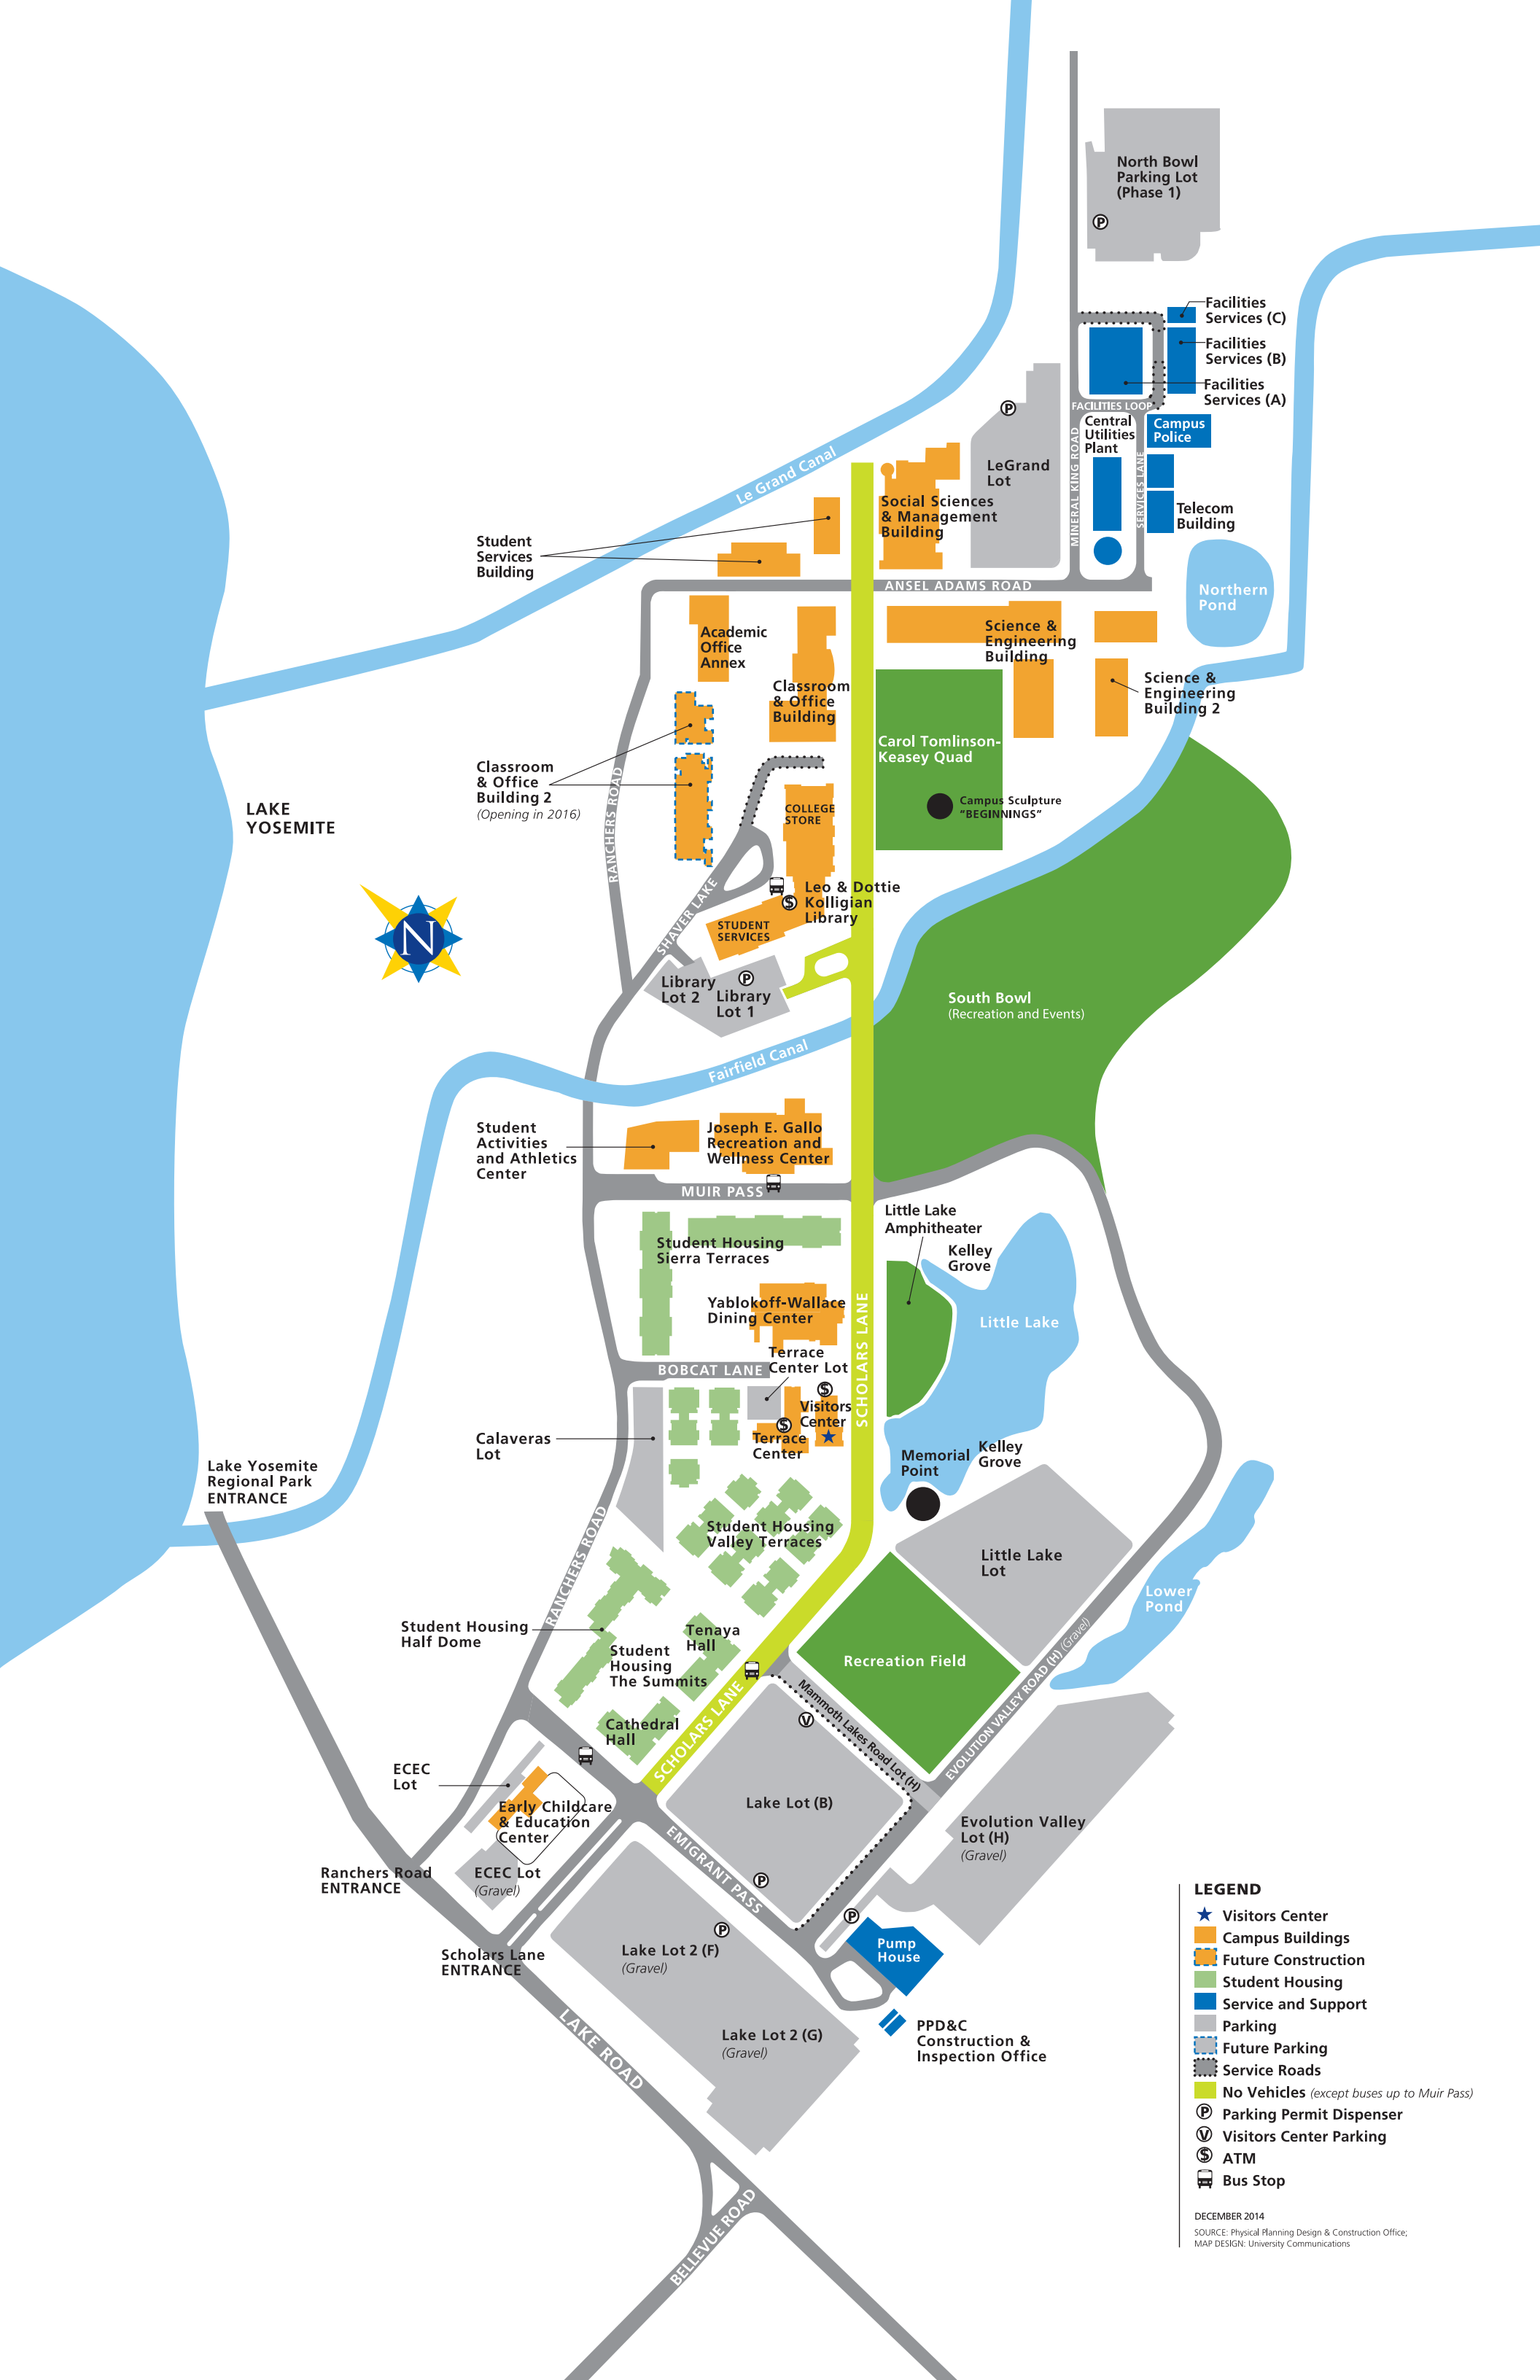 North Bowl
Parking Lot
(Phase 1)
Facilities
Services (C)
Facilities
Services (B)
Facilities
Services (A)
FACILITIES LOOP
Central
Utilities
Plant
Campus
Police
MINERAL KING ROAD
SERVICES LANE
Telecom
Building
LeGrand
Lot
Le Grand Canal
Social Sciences
& Management
Building
Student
Services
Building
ANSEL ADAMS ROAD
Northern
Pond
Academic
Office
Annex
Science &
Engineering
Building
Classroom
& Office
Building
Science &
Engineering
Building 2
Carol Tomlinson-
Keasey Quad
Classroom
& Office
Building 2
(Opening in 2016)
RANCHERS ROAD
LAKE
YOSEMITE
COLLEGE
STORE
Campus Sculpture
“BEGINNINGS”
N
SHAVER LAKE
Leo & Dottie
Kolligian
Library
$
STUDENT
SERVICES
Library
Lot 2
Library
Lot 1
P
South Bowl
(Recreation and Events)
Fairfield Canal
Student
Activities
and Athletics
Center
Joseph E. Gallo
Recreation and
Wellness Center
MUIR PASS
Little Lake
Amphitheater
Kelley
Grove
Student Housing
Sierra Terraces
Yablokoff-Wallace
Dining Center
SCHOLARS LANE
Little Lake
Terrace
Center Lot
BOBCAT LANE
$
Visitors
Center
$
Terrace
Center
Calaveras
Lot
Memorial
Point
Kelley
Grove
Lake Yosemite
Regional Park
ENTRANCE
RANCHERS ROAD
Student Housing
Valley Terraces
Little Lake
Lot
Lower
Pond
Student Housing
Half Dome
Tenaya
Hall
Student
Housing
The Summits
Recreation Field
EVOLUTION VALLEY ROAD (H) (Gravel)
Mammoth Lakes Road Lot (H)
V
Cathedral
Hall
SCHOLARS LANE
ECEC
Lot
Early Childcare
& Education
Center
Lake Lot (B)
Evolution Valley
Lot (H)
(Gravel)
EMIGRANT PASS
Ranchers Road
ENTRANCE
ECEC Lot
(Gravel)
P
P
P
Scholars Lane
ENTRANCE
Lake Lot 2 (F)
(Gravel)
Pump
House
LAKE ROAD
Lake Lot 2 (G)
(Gravel)
PPD&C
Construction &
Inspection Office
BELLEVUE ROAD
P
P
LEGEND
Visitors Center
Campus Buildings
Future Construction
Student Housing
Service and Support
Parking
Future Parking
Service Roads
No Vehicles (except buses up to Muir Pass)
P Parking Permit Dispenser
V Visitors Center Parking
$ ATM
Bus Stop
DECEMBER 2014
SOURCE: Physical Planning Design & Construction Office;
MAP DESIGN: University Communications